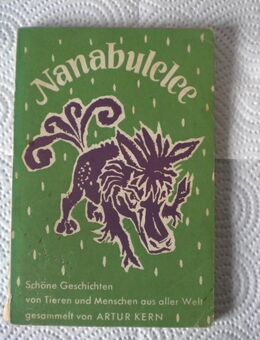 Nanabulelee
Schöne Geschichten
von Tieren und Menschen aus aller Welt
gesammelt von ARTUR KERN